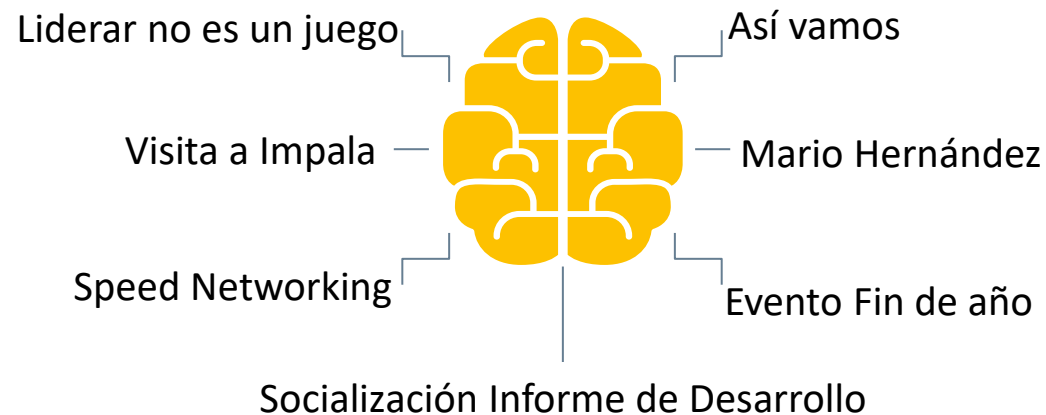 Liderar no es un juego
Así vamos
Visita a Impala
Mario Hernández
Speed Networking
Evento Fin de año
Socialización Informe de Desarrollo